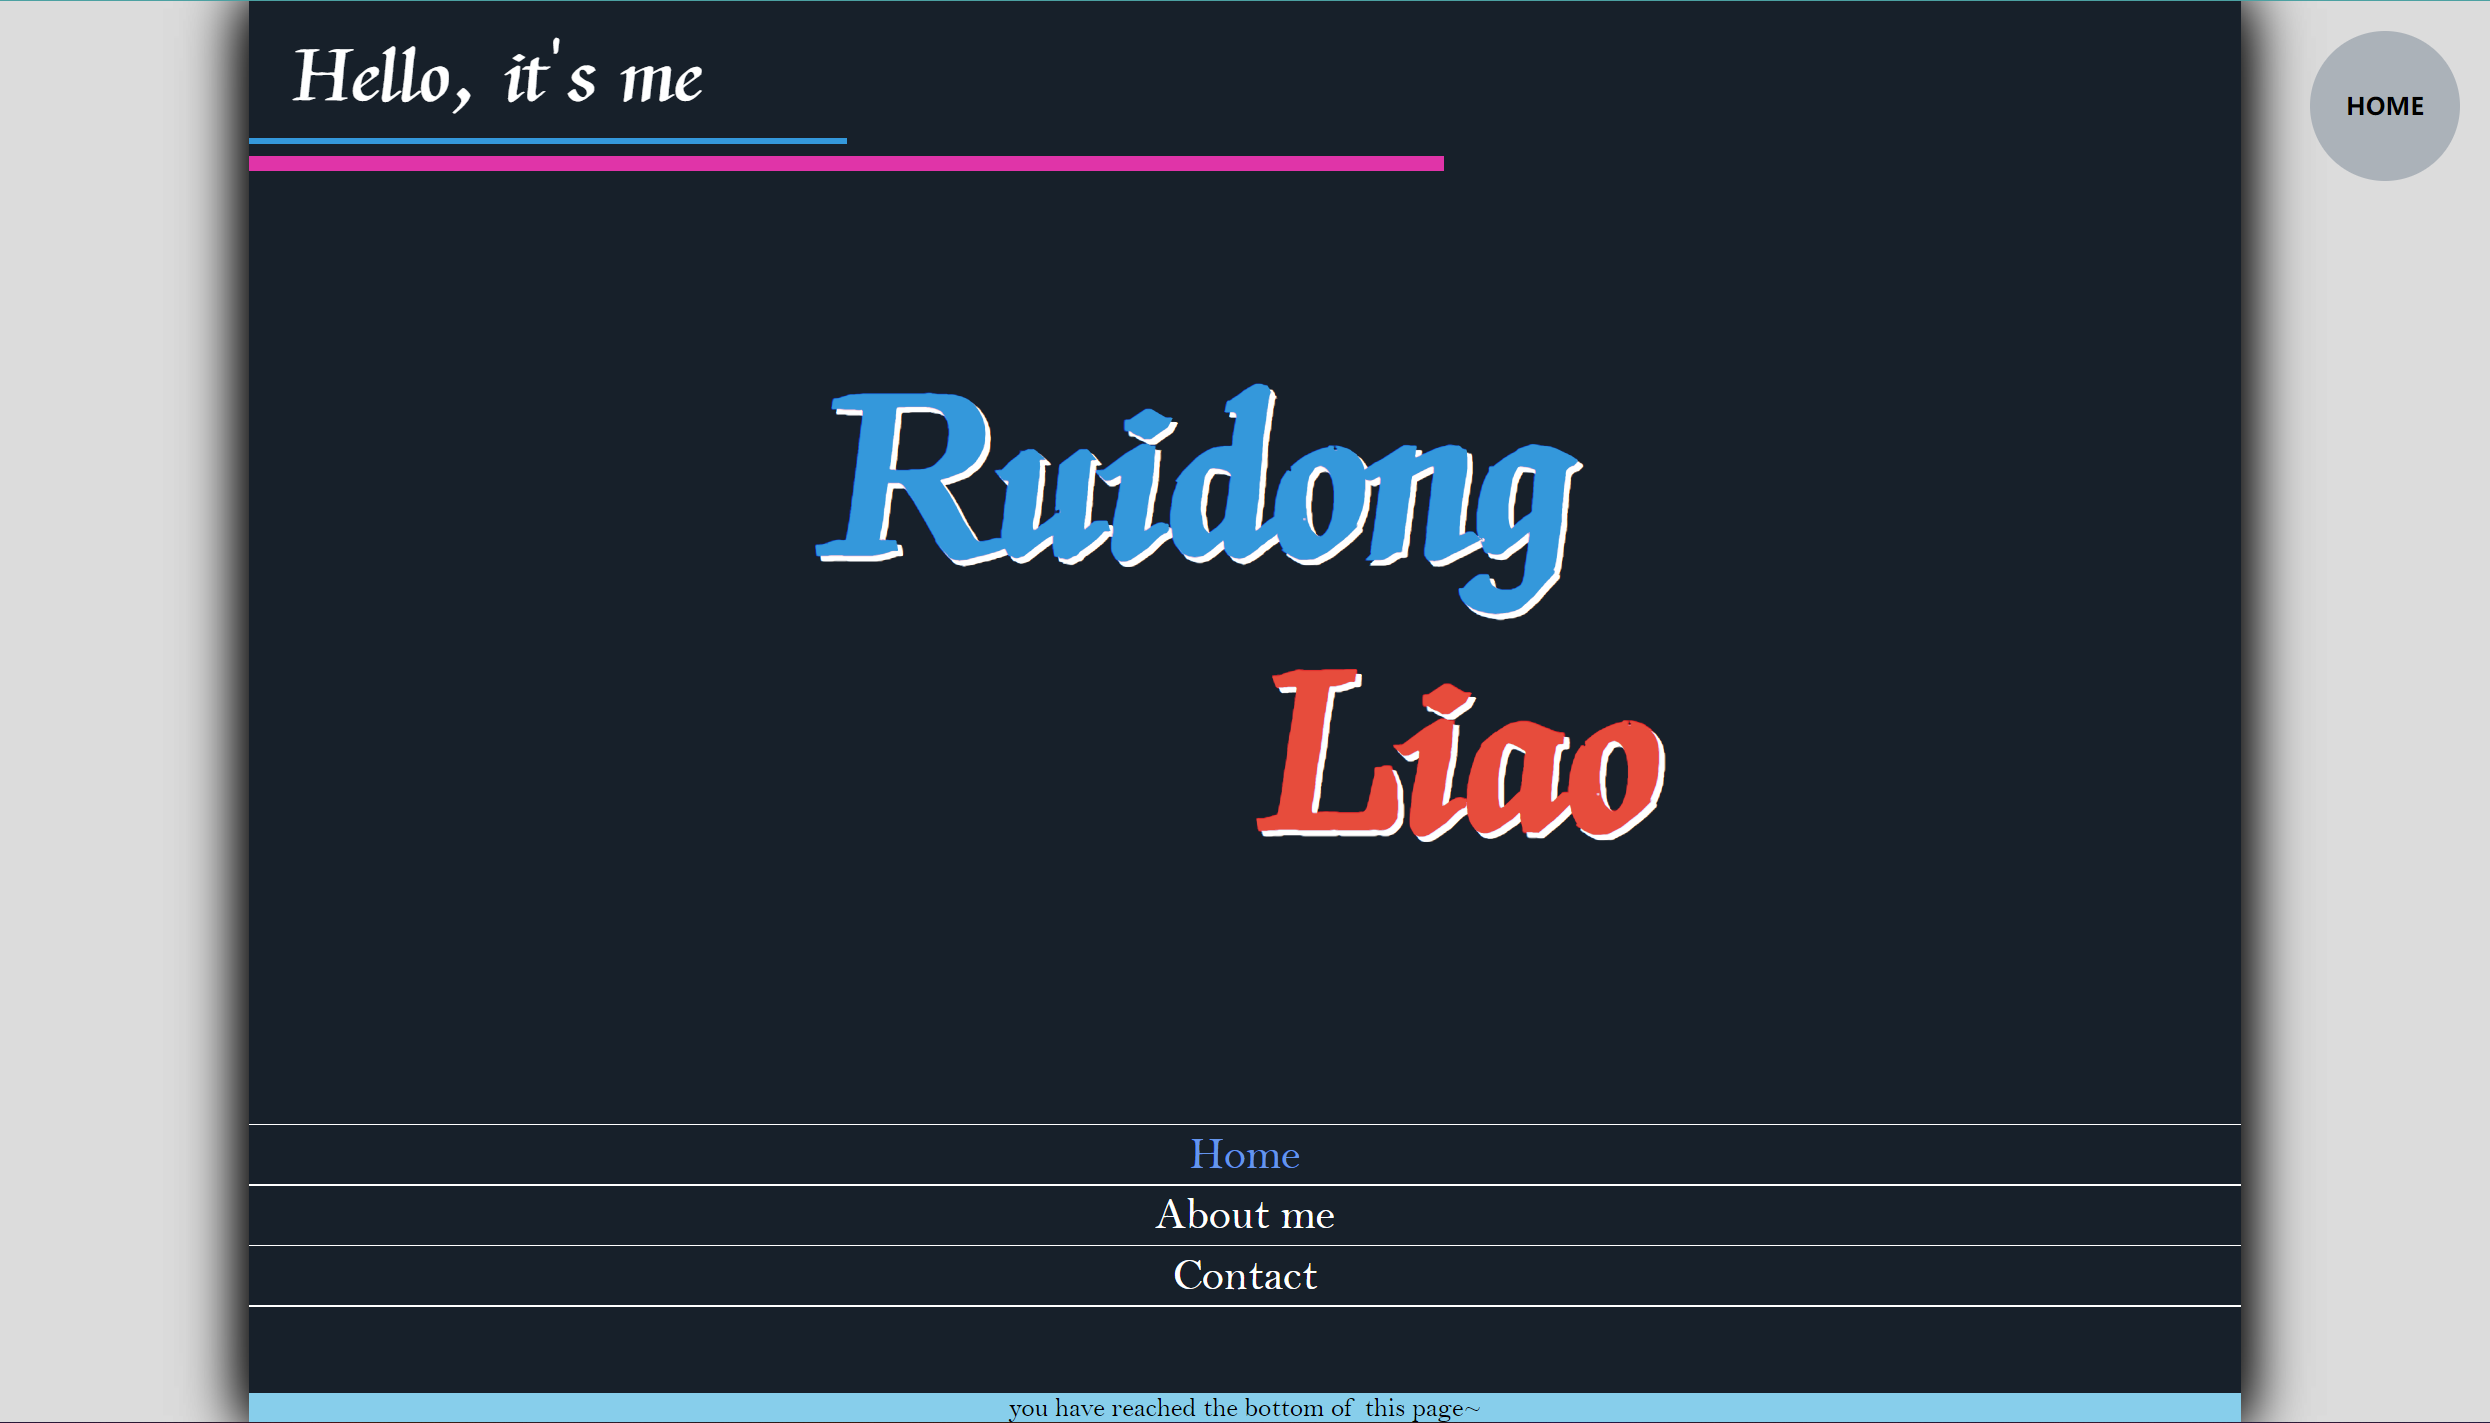 Hello, it's me
HOME
Ruidong
Liao
Home
About me
Contact
you have reached the bottom of this page~